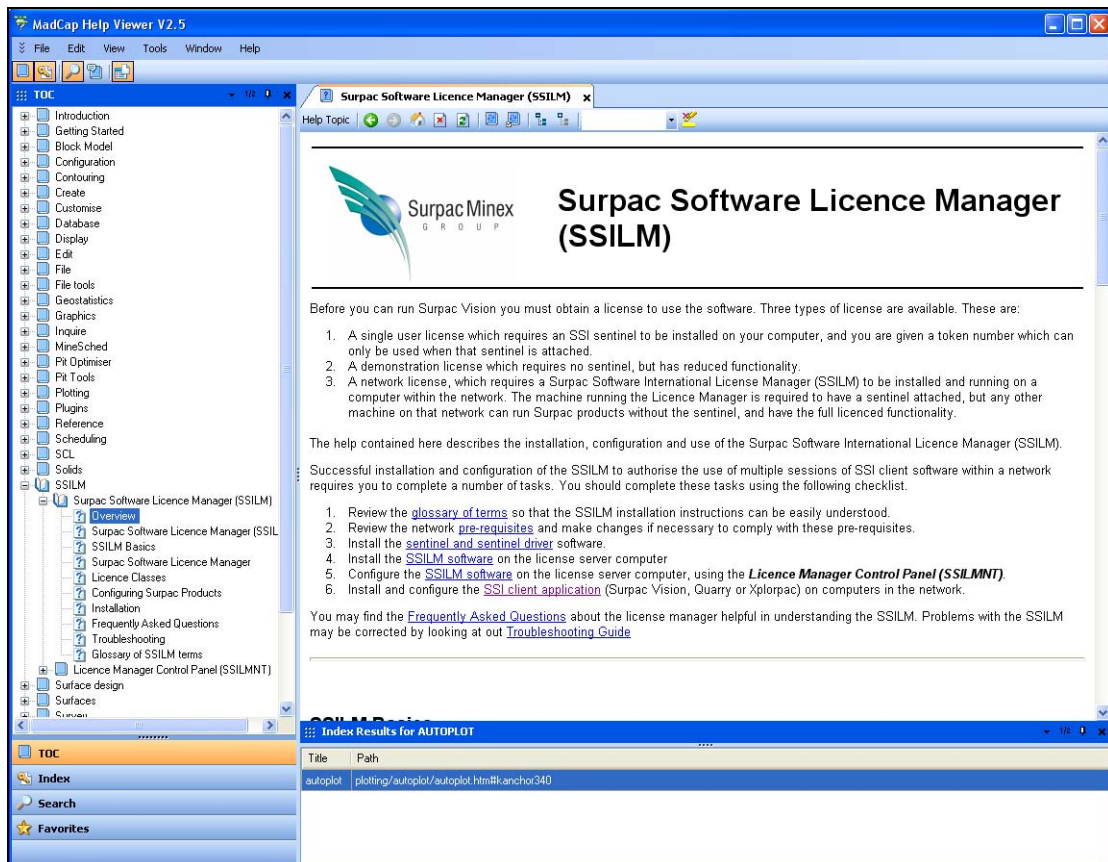 MadCap Help Viewer V2.5
File Edit View Tools Window Help
TOC
1/2
Introduction
Getting Started
Block Model
Configuration
Contouring
Create
Customise
Database
Display
Edit
File
File tools
Geostatistics
Graphics
Inquire
MineSched
Pit Optimiser
Pit Tools
Plotting
Plugins
Reference
Scheduling
SCL
Solids
SSILM
Surpac Software Licence Manager (SSILM)
Overview
Surpac Software Licence Manager (SSIL
SSILM Basics
Surpac Software Licence Manager
Licence Classes
Configuring Surpac Products
Installation
Frequently Asked Questions
Troubleshooting
Glossary of SSILM terms
Licence Manager Control Panel (SSILMNT)
Surface design
Surfaces
Survey
TOC
Index
Search
Favorites
Surpac Software Licence Manager (SSILM)
Help Topic
Surpac Minex
GROUP
Surpac Software Licence Manager
(SSILM)
Before you can run Surpac Vision you must obtain a license to use the software. Three types of license are available. These are:
1. A single user license which requires an SSI sentinel to be installed on your computer, and you are given a token number which can
only be used when that sentinel is attached.
2. A demonstration license which requires no sentinel, but has reduced functionality.
3. A network license, which requires a Surpac Software International License Manager (SSILM) to be installed and running on a
computer within the network. The machine running the Licence Manager is required to have a sentinel attached, but any other
machine on that network can run Surpac products without the sentinel, and have the full licenced functionality.
The help contained here describes the installation, configuration and use of the Surpac Software International Licence Manager (SSILM).
Successful installation and configuration of the SSILM to authorise the use of multiple sessions of SSI client software within a network
requires you to complete a number of tasks. You should complete these tasks using the following checklist.
1. Review the glossary of terms so that the SSILM installation instructions can be easily understood.
2. Review the network pre-requisites and make changes if necessary to comply with these pre-requisites.
3. Install the sentinel and sentinel driver software.
4. Install the SSILM software on the license server computer
5. Configure the SSILM software on the license server computer, using the Licence Manager Control Panel (SSILMNT).
6. Install and configure the SSI client application (Surpac Vision, Quarry or Xplorpac) on computers in the network.
You may find the Frequently Asked Questions about the license manager helpful in understanding the SSILM. Problems with the SSILM
may be corrected by looking at out Troubleshooting Guide
SSILM Basics
Index Results for AUTOPLOT
1/2
Title Path
autoplot plotting/autoplot/autoplot.htm#kanchor340